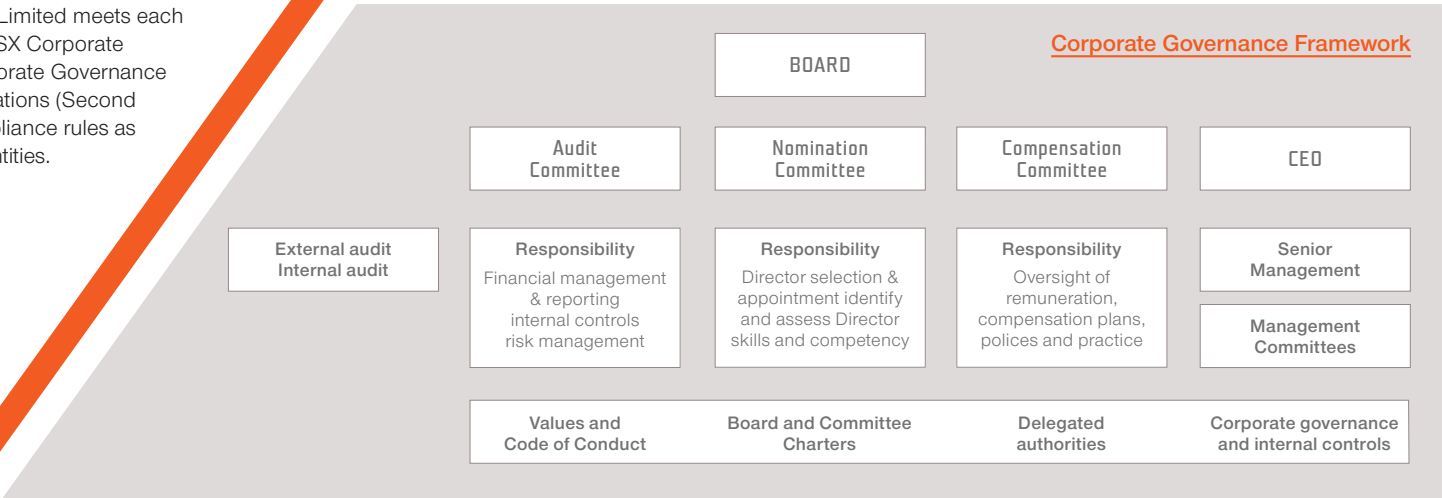 Limited meets each
SX Corporate
orate Governance
ations (Second
liance rules as
tities.
Corporate Governance Framework
BOARD
Audit
Committee
Nomination
Committee
Compensation
Committee
CEO
External audit
Internal audit
Responsibility
Financial management
& reporting
internal controls
risk management
Responsibility
Director selection &
appointment identify
and assess Director
skills and competency
Responsibility
Oversight of
remuneration,
compensation plans,
polices and practice
Senior
Management
Management
Committees
Values and
Code of Conduct
Board and Committee
Charters
Delegated
authorities
Corporate governance
and internal controls